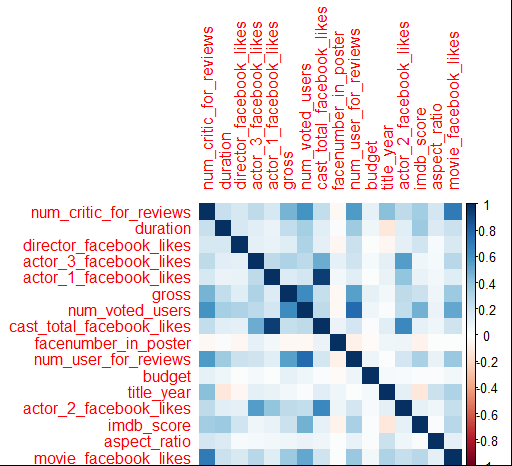 num_critic_for_reviews
duration
director_facebook_likes
actor_3_facebook_likes
actor_1_facebook_likes
gross
num_voted_users
cast_total_facebook_likes
facenumber_in_poster
num_user_for_reviews
budget
title_year
actor_2_facebook_likes
imdb_score
aspect_ratio
movie_facebook_likes
num_critic_for_reviews
duration
director_facebook_likes
actor_3_facebook_likes
actor_1_facebook_likes
gross
num_voted_users
cast_total_facebook_likes
facenumber_in_poster
num_user_for_reviews
budget
title_year
actor_2_facebook_likes
imdb_score
aspect_ratio
movie_facebook_likes
1
0.8
0.6
0.4
0.2
0
-0.2
-0.4
-0.6
-0.8